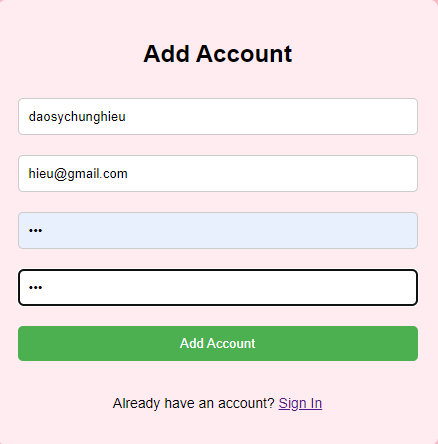 Add Account
daosychunghieu
hieu@gmail.com
•••
•••
Add Account
Already have an account? Sign In